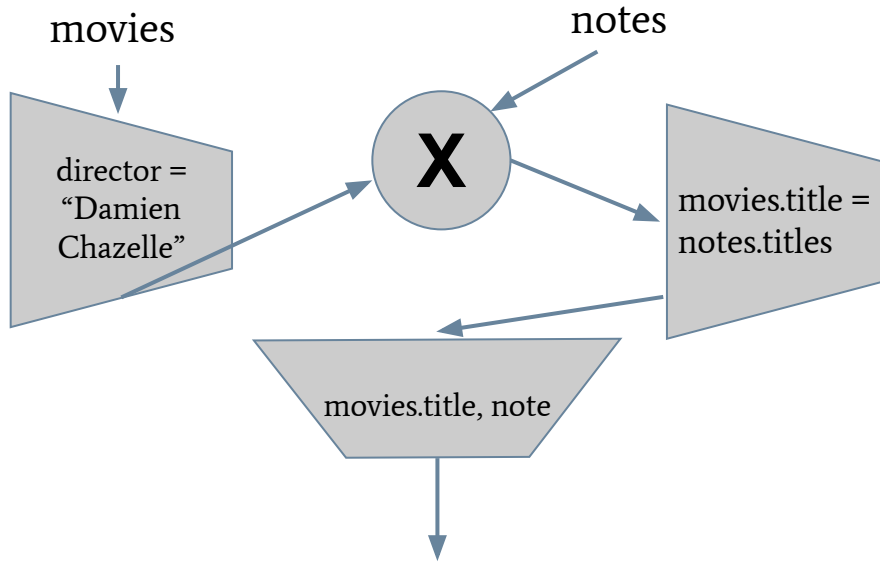 movies
notes
director =
“Damien
Chazelle”
X
movies.title =
notes.titles
movies.title, note